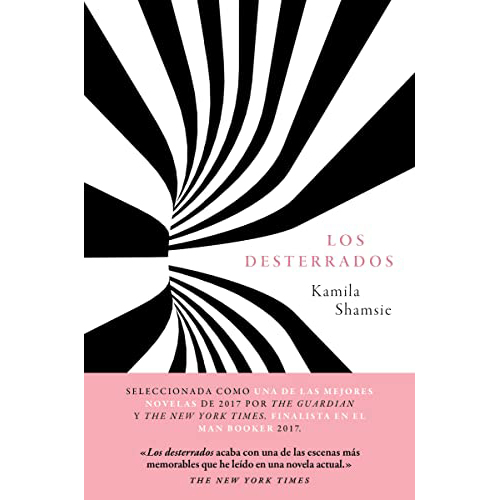 LOS
DESTERRADOS
Kamila
Shamsie
SELECCIONADA COMO UNA DE LAS MEJORES
NOVELAS DE 2017 POR THE GUARDIAN
Y THE NEW YORK TIMES. FINALISTA EN EL
MAN BOOKER 2017.
«Los desterrados acaba con una de las escenas más
memorables que he leído en una novela actual.»
THE NEW YORK TIMES